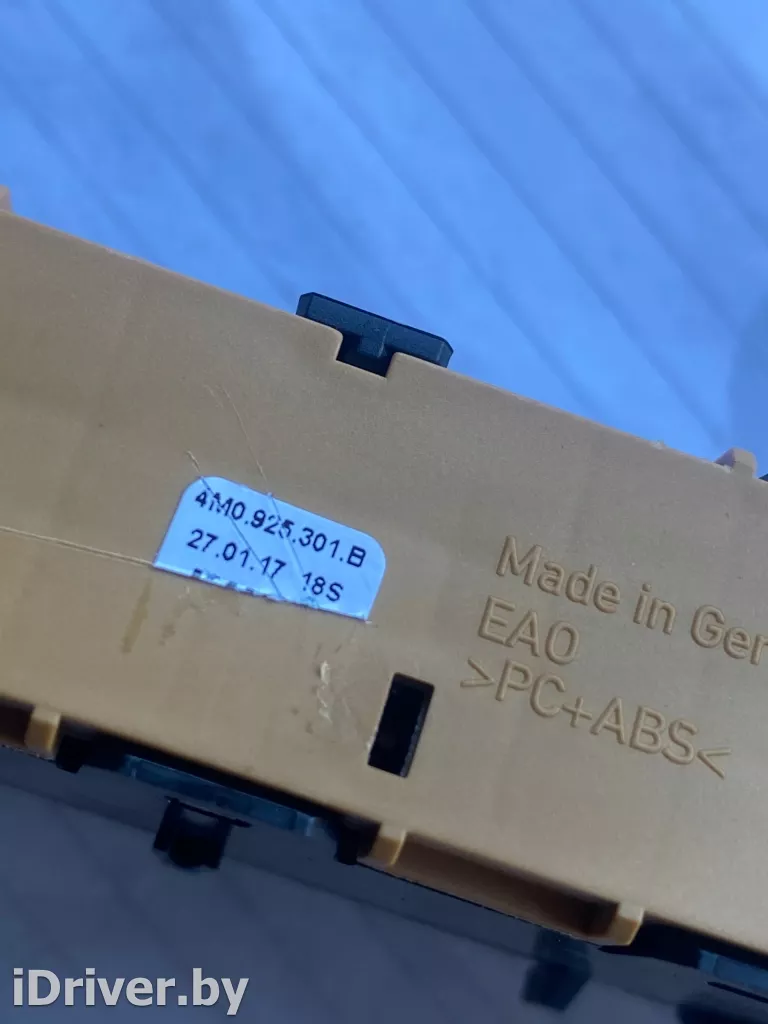 4M0.925.301.B
27.01.17 18S
Made in Ger
EAO
>PC+ABS<
iDriver.by